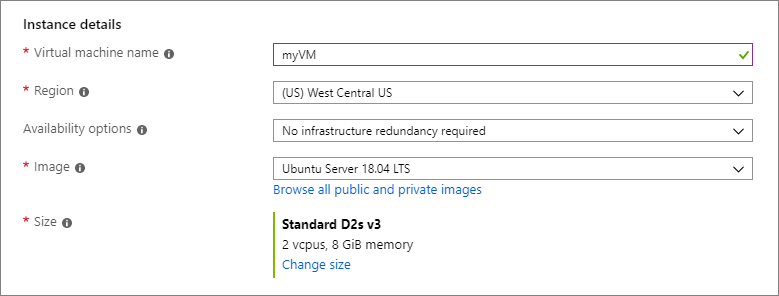 Instance details
* Virtual machine name
myVM
* Region
(US) West Central US
Availability options
No infrastructure redundancy required
* Image
Ubuntu Server 18.04 LTS
Browse all public and private images
* Size
Standard D2s v3
2 vcpus, 8 GiB memory
Change size